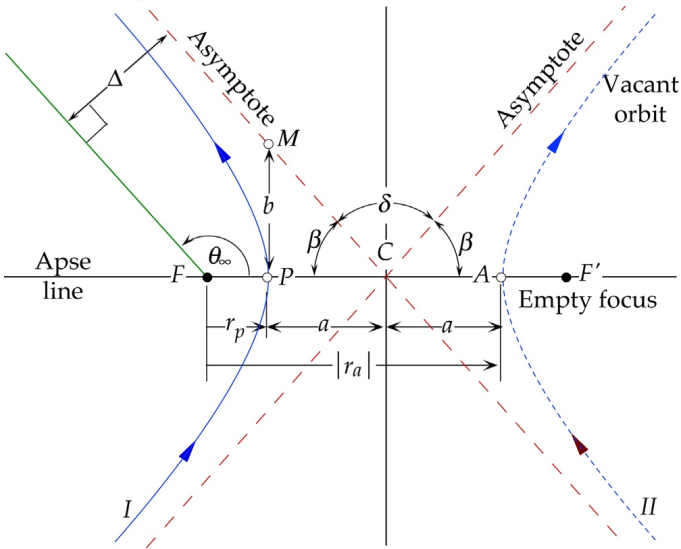 Asymptote
Asymptote
Δ
Vacant
orbit
M
b
δ
β
β
C
θ∞
Apse
line
F
P
A
F′
Empty focus
r_p
a
a
|r_a|
I
II